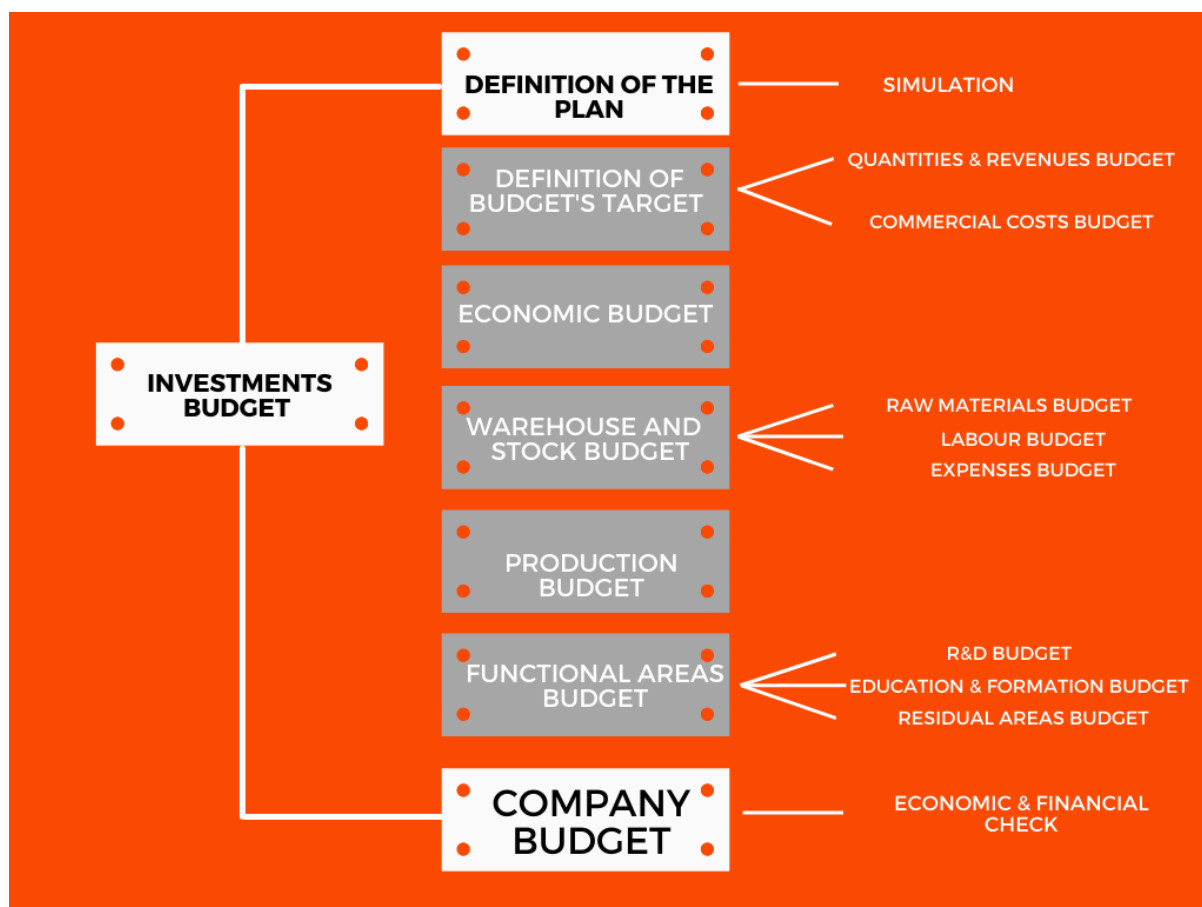 DEFINITION OF THE
PLAN
SIMULATION
DEFINITION OF
BUDGET'S TARGET
QUANTITIES & REVENUES BUDGET
COMMERCIAL COSTS BUDGET
ECONOMIC BUDGET
INVESTMENTS
BUDGET
WAREHOUSE AND
STOCK BUDGET
RAW MATERIALS BUDGET
LABOUR BUDGET
EXPENSES BUDGET
PRODUCTION
BUDGET
FUNCTIONAL AREAS
BUDGET
R&D BUDGET
EDUCATION & FORMATION BUDGET
RESIDUAL AREAS BUDGET
COMPANY
BUDGET
ECONOMIC & FINANCIAL
CHECK